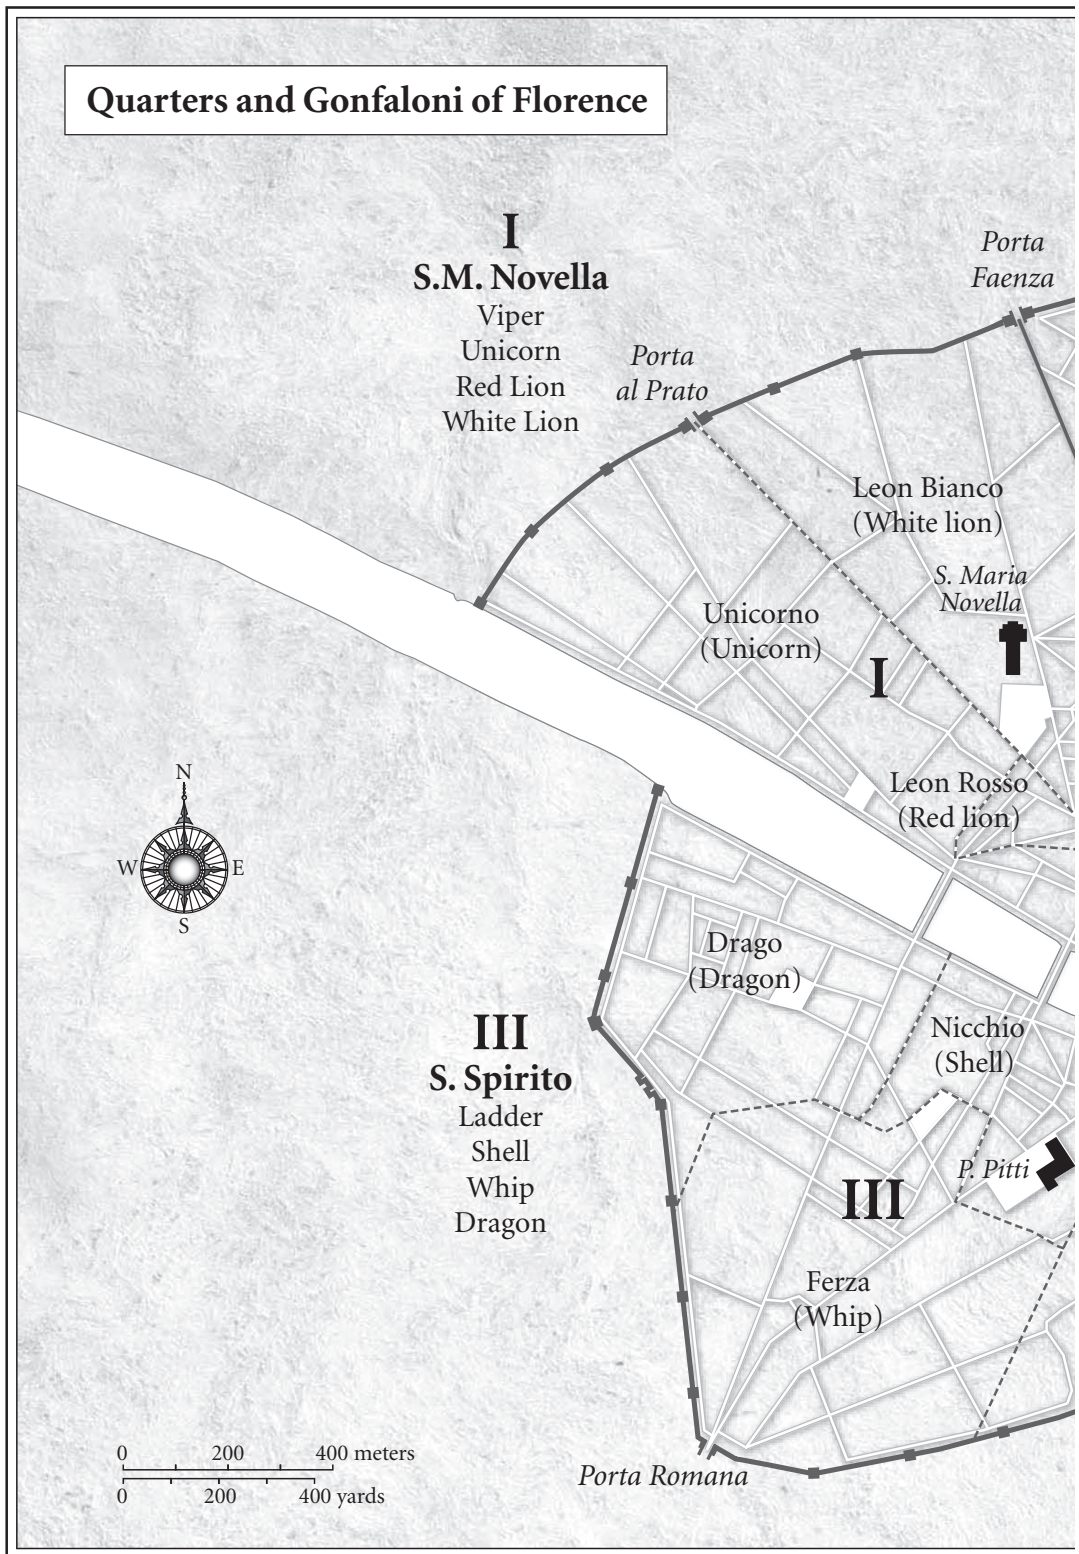 Quarters and Gonfaloni of Florence
I
S.M. Novella
Viper
Unicorn
Red Lion
White Lion
Porta
Faenza
Porta
al Prato
Leon Bianco
(White lion)
S. Maria
Novella
Unicorno
(Unicorn)
I
Leon Rosso
(Red lion)
N
W
E
S
Drago
(Dragon)
Nicchio
(Shell)
III
S. Spirito
Ladder
Shell
Whip
Dragon
P. Pitti
III
Ferza
(Whip)
Porta Romana
0 200 400 meters
0 200 400 yards